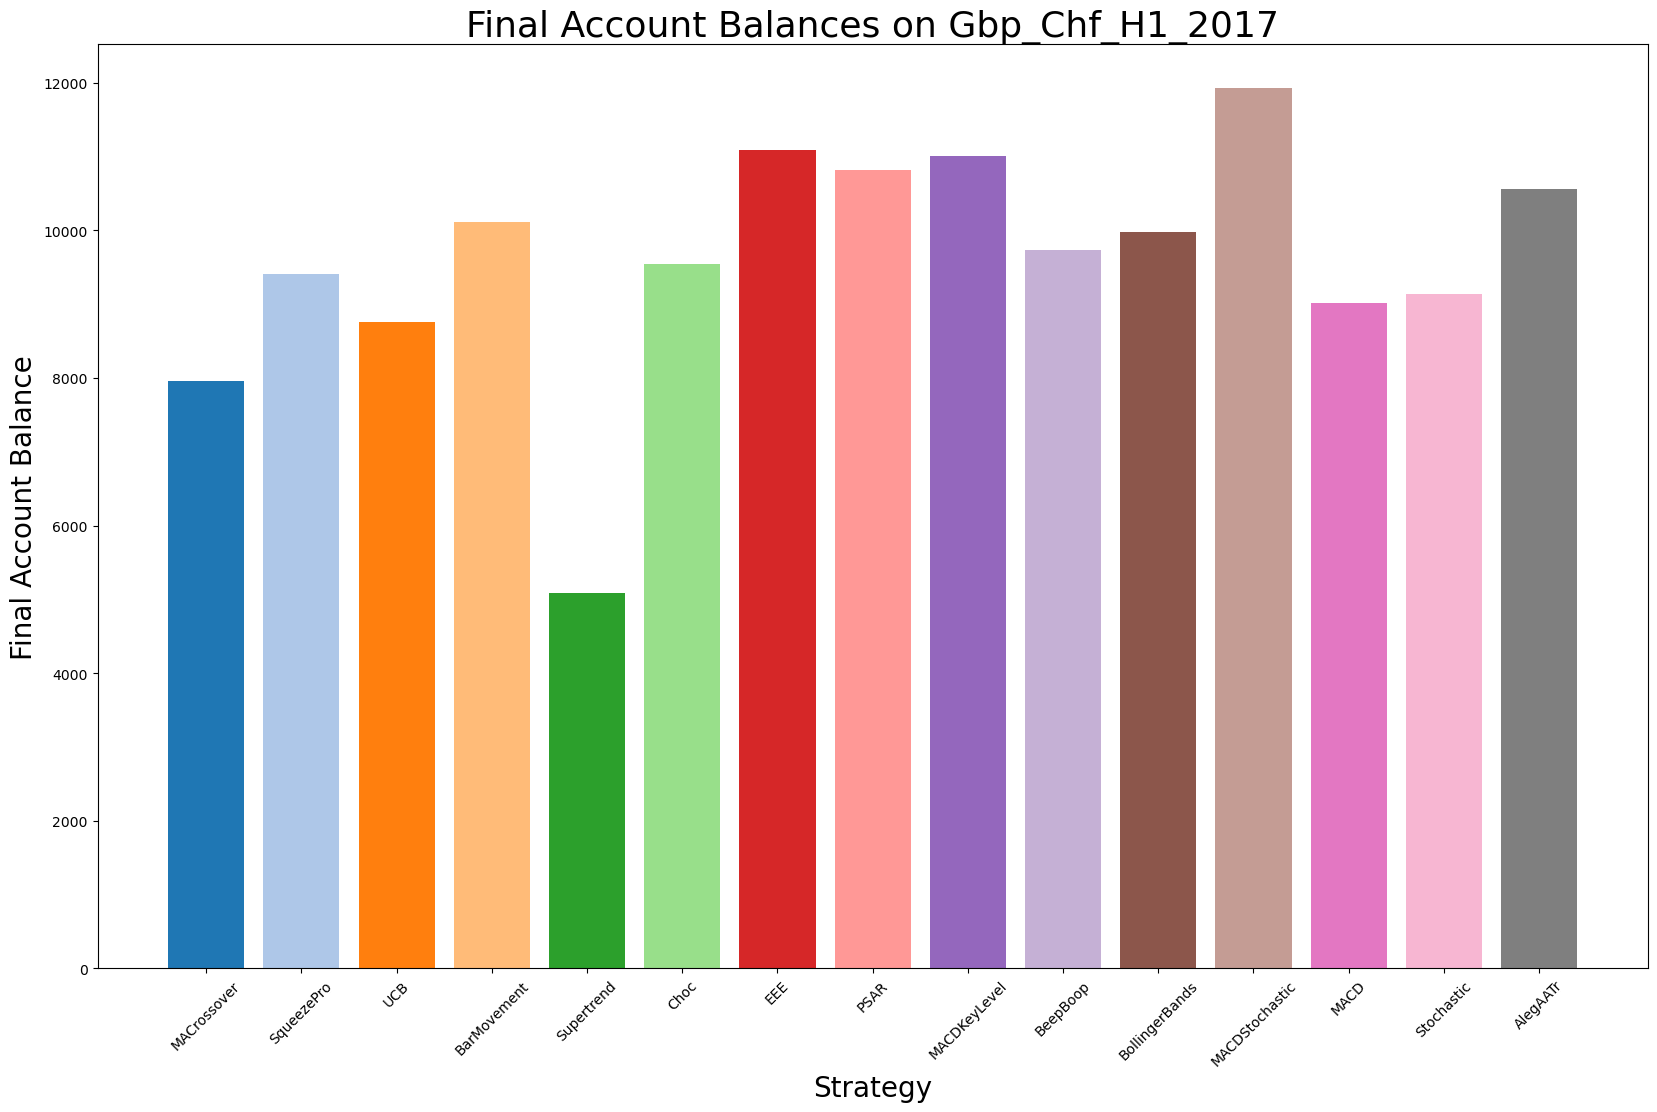 Final Account Balances on Gbp_Chf_H1_2017
Final Account Balance
12000
10000
8000
6000
4000
2000
0
MACrossover
SqueezePro
UCB
BarMovement
Supertrend
Choc
EEE
PSAR
MACDKeyLevel
BeepBoop
BollingerBands
MACDStochastic
MACD
Stochastic
AlegAATr
Strategy